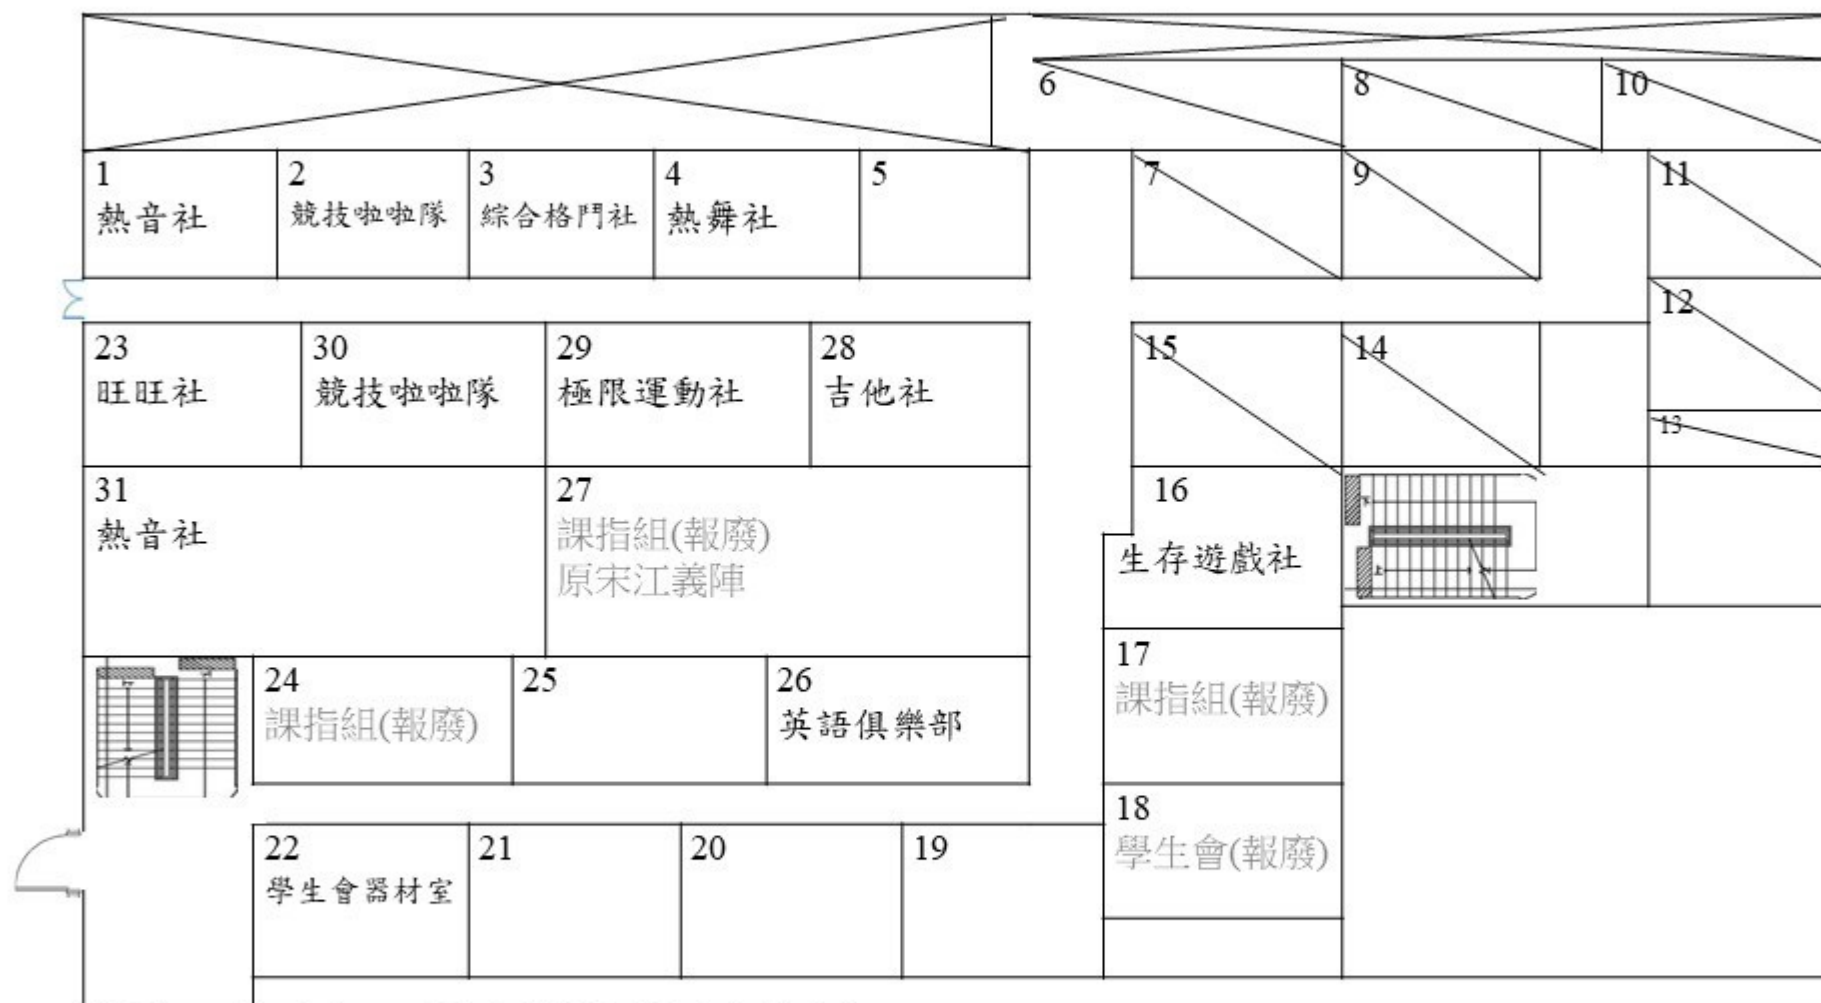 6
8
10
1
熱音社
2
競技啦啦隊
3
綜合格鬥社
4
熱舞社
5
7
9
11
12
23
旺旺社
30
競技啦啦隊
29
極限運動社
28
吉他社
15
14
13
31
熱音社
27
課指組(報廢)
原宋江義陣
16
生存遊戲社
下
上
24
課指組(報廢)
25
26
英語俱樂部
17
課指組(報廢)
18
學生會(報廢)
22
學生會器材室
21
20
19